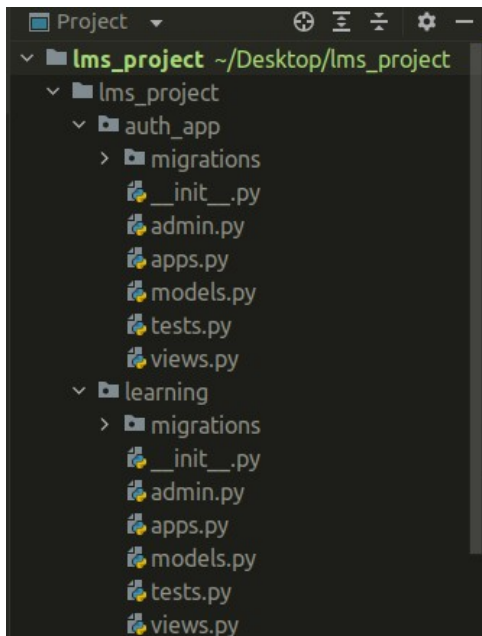 Project
lms_project ~/Desktop/lms_project
lms_project
auth_app
migrations
__init__.py
admin.py
apps.py
models.py
tests.py
views.py
learning
migrations
__init__.py
admin.py
apps.py
models.py
tests.py
views.py